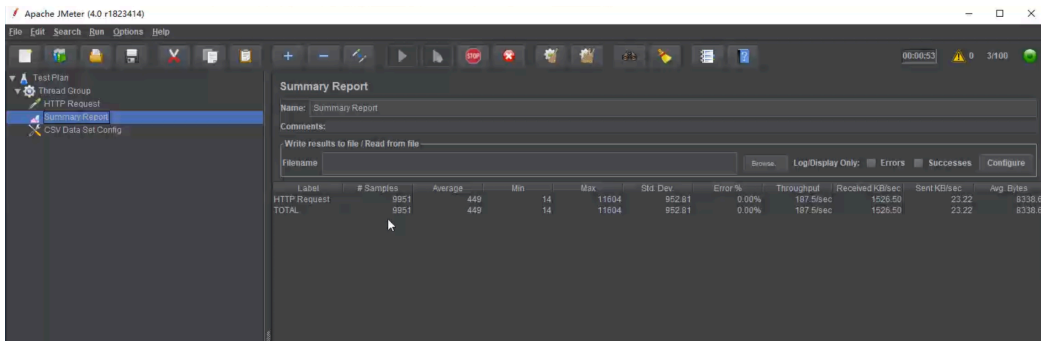 Apache JMeter (4.0 r1823414)
File Edit Search Run Options Help
STOP
00:00:53 0 3/100
Test Plan
Thread Group
HTTP Request
Summary Report
CSV Data Set Config
Summary Report
Name: Summary Report
Comments:
Write results to file / Read from file
Filename Browse... Log/Display Only: Errors Successes Configure
Label # Samples Average Min Max Std. Dev. Error % Throughput Received KB/sec Sent KB/sec Avg. Bytes
HTTP Request 9951 449 14 11604 952.81 0.00% 187.5/sec 1526.50 23.22 8338.6
TOTAL 9951 449 14 11604 952.81 0.00% 187.5/sec 1526.50 23.22 8338.6